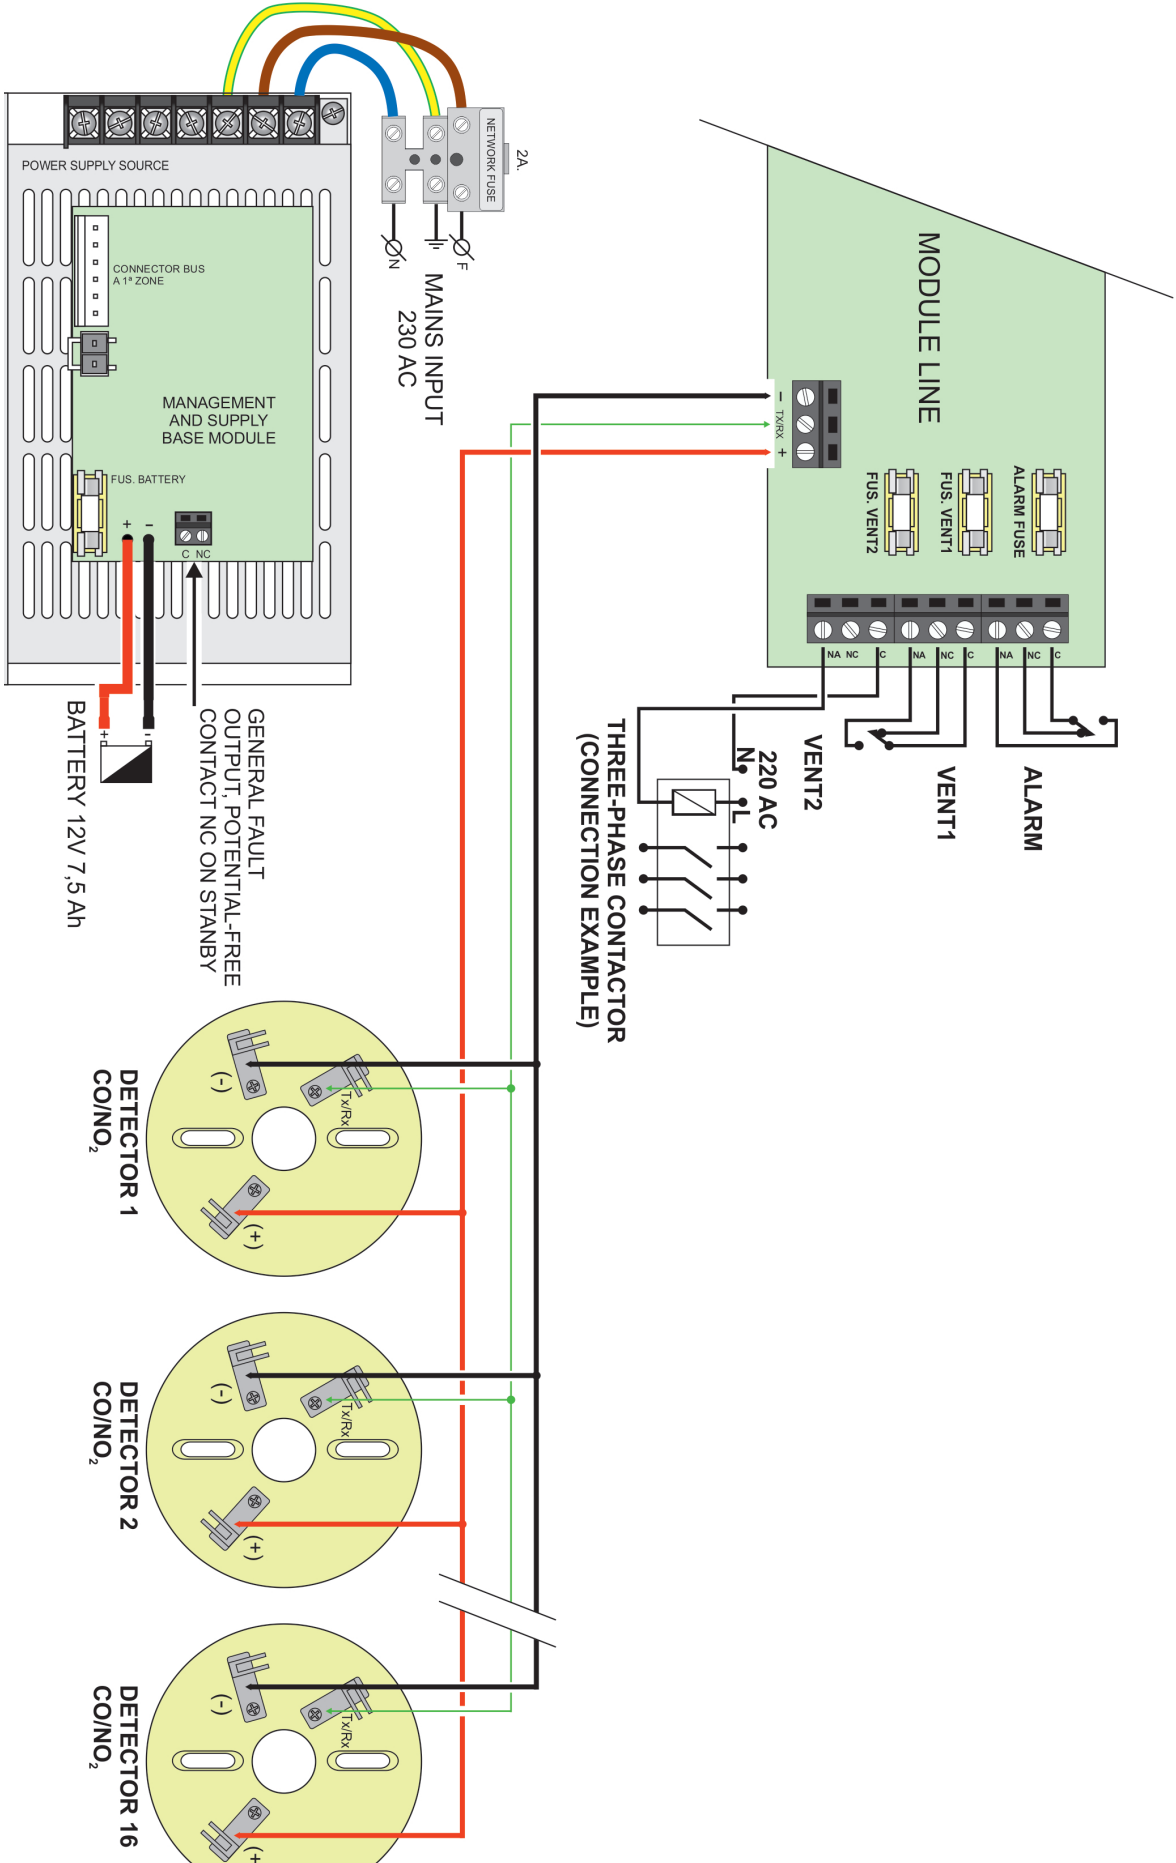 2A.
NETWORK FUSE
F
N
MAINS INPUT
230 AC
POWER SUPPLY SOURCE
CONNECTOR BUS
A 1ª ZONE
MANAGEMENT
AND SUPPLY
BASE MODULE
FUS. BATTERY
+ −
C NC
+ -
BATTERY 12V 7,5 Ah
GENERAL FAULT
OUTPUT, POTENTIAL-FREE
CONTACT NC ON STANBY
MODULE LINE
−
TX/RX
+
ALARM FUSE
FUS. VENT1
FUS. VENT2
NA NC C NA NC C NA NC C
ALARM
VENT1
VENT2
220 AC
N L
THREE-PHASE CONTACTOR
(CONNECTION EXAMPLE)
(-)
Tx/Rx
(+)
DETECTOR 1
CO/NO₂
(-)
Tx/Rx
(+)
DETECTOR 2
CO/NO₂
(-)
Tx/Rx
(+
DETECTOR 16
CO/NO₂